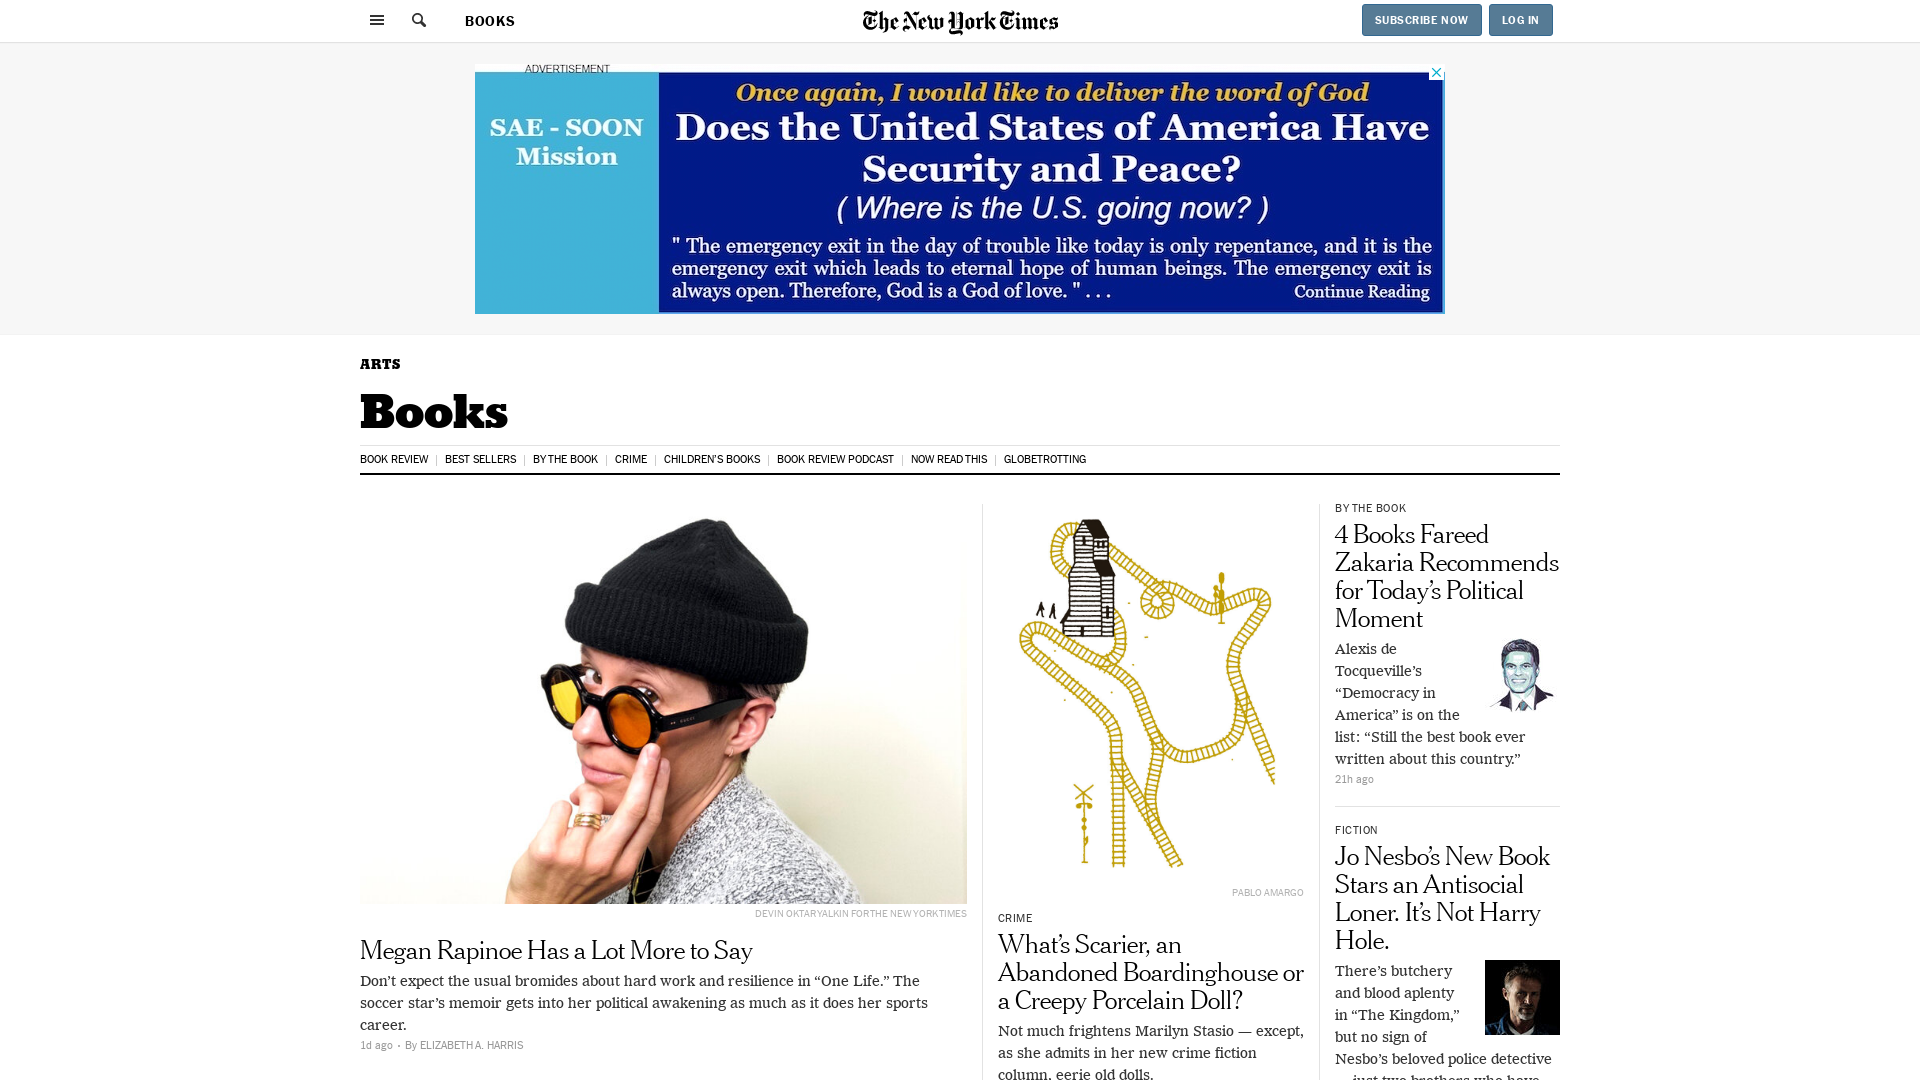 BOOKS
The New York Times
SUBSCRIBE NOW
LOG IN
ADVERTISEMENT
SAE - SOON
Mission
Once again, I would like to deliver the word of God
Does the United States of America Have
Security and Peace?
( Where is the U.S. going now? )
" The emergency exit in the day of trouble like today is only repentance, and it is the
emergency exit which leads to eternal hope of human beings. The emergency exit is
always open. Therefore, God is a God of love. " . . .
Continue Reading
ARTS
Books
BOOK REVIEW
BEST SELLERS
BY THE BOOK
CRIME
CHILDREN'S BOOKS
BOOK REVIEW PODCAST
NOW READ THIS
GLOBETROTTING
DEVIN OKTAR YALKIN FOR THE NEW YORK TIMES
Megan Rapinoe Has a Lot More to Say
Don’t expect the usual bromides about hard work and resilience in “One Life.” The
soccer star’s memoir gets into her political awakening as much as it does her sports
career.
1d ago • By ELIZABETH A. HARRIS
PABLO AMARGO
CRIME
What’s Scarier, an
Abandoned Boardinghouse or
a Creepy Porcelain Doll?
Not much frightens Marilyn Stasio — except,
as she admits in her new crime fiction
column, eerie old dolls.
BY THE BOOK
4 Books Fareed
Zakaria Recommends
for Today’s Political
Moment
Alexis de
Tocqueville’s
“Democracy in
America” is on the
list: “Still the best book ever
written about this country.”
21h ago
FICTION
Jo Nesbo’s New Book
Stars an Antisocial
Loner. It’s Not Harry
Hole.
There’s butchery
and blood aplenty
in “The Kingdom,”
but no sign of
Nesbo’s beloved police detective
— just two brothers who have